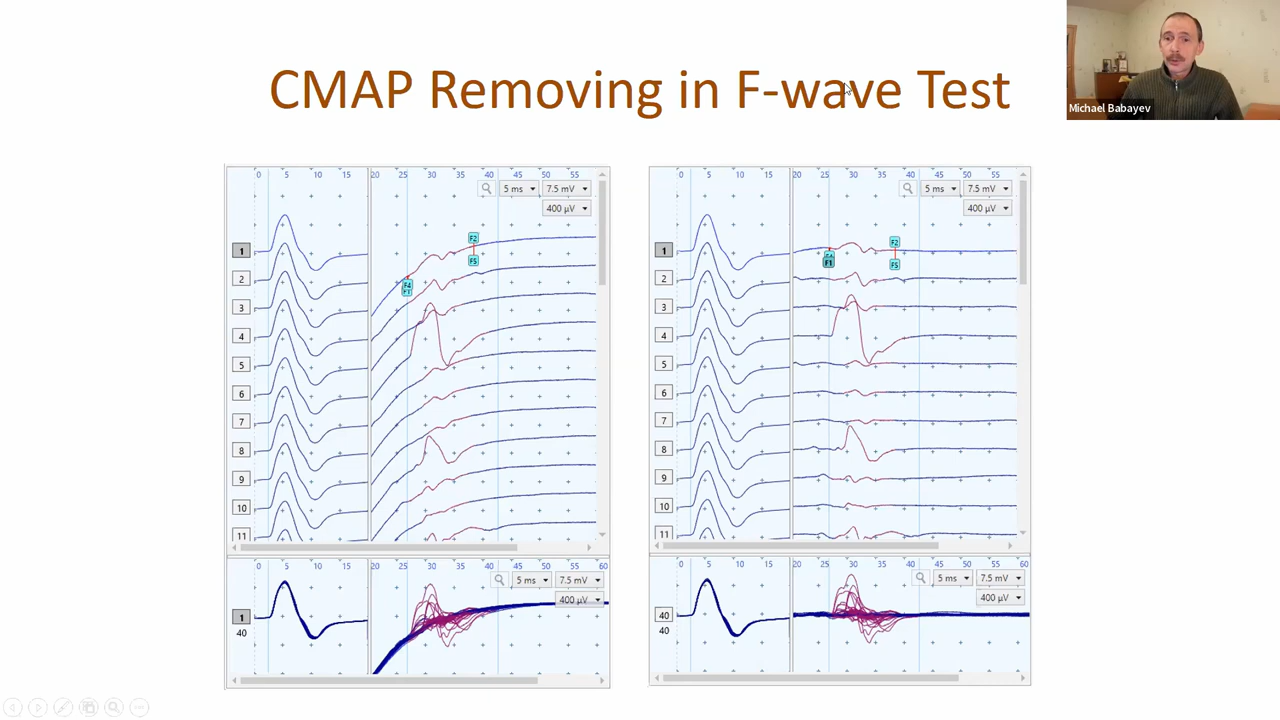 CMAP Removing in F-wave Test
Michael Babayev
0 5 10 15 20 25 30 35 40 45 50 55
5 ms 7.5 mV
400 µV
F2
F5
F4
F1
1
2
3
4
5
6
7
8
9
10
11
0 5 10 15 20 25 30 35 40 45 50 55 60
5 ms 7.5 mV
400 µV
1
40
0 5 10 15 20 25 30 35 40 45 50 55
5 ms 7.5 mV
400 µV
F2
F5
F1
1
2
3
4
5
6
7
8
9
10
11
0 5 10 15 20 25 30 35 40 45 50 55 60
5 ms 7.5 mV
400 µV
40
40